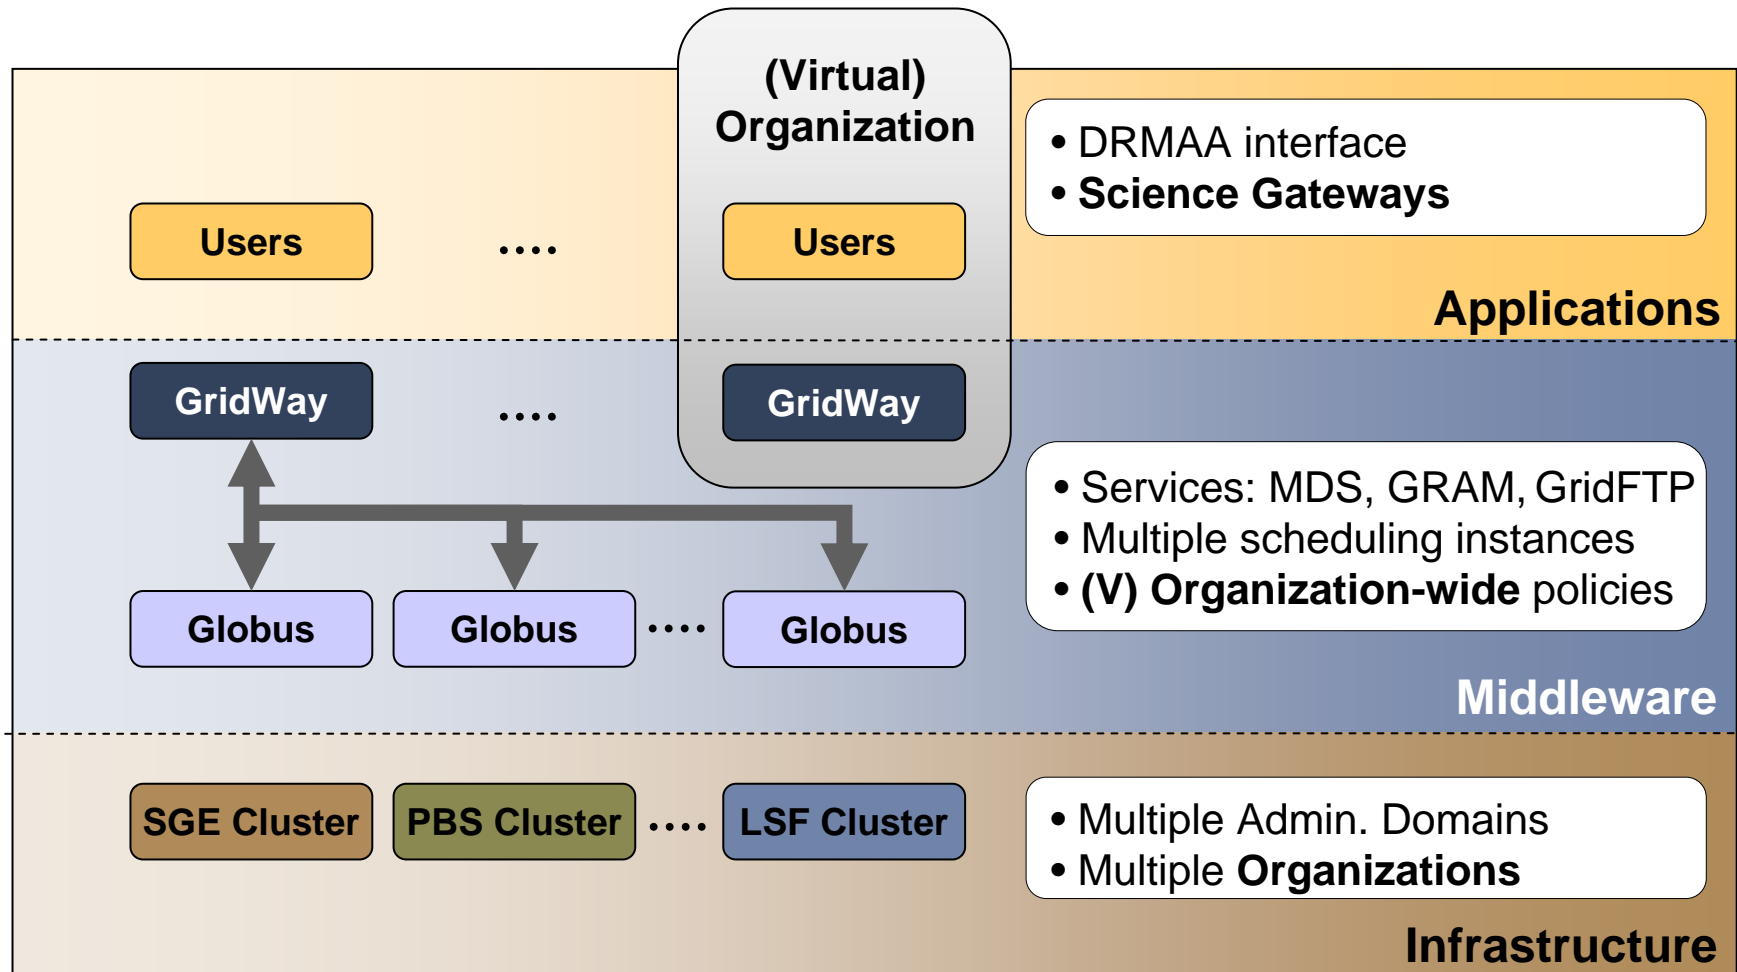 (Virtual)
Organization
• DRMAA interface
• Science Gateways
Users
....
Users
Applications
GridWay
....
GridWay
• Services: MDS, GRAM, GridFTP
• Multiple scheduling instances
• (V) Organization-wide policies
Globus
Globus
....
Globus
Middleware
SGE Cluster
PBS Cluster
....
LSF Cluster
• Multiple Admin. Domains
• Multiple Organizations
Infrastructure